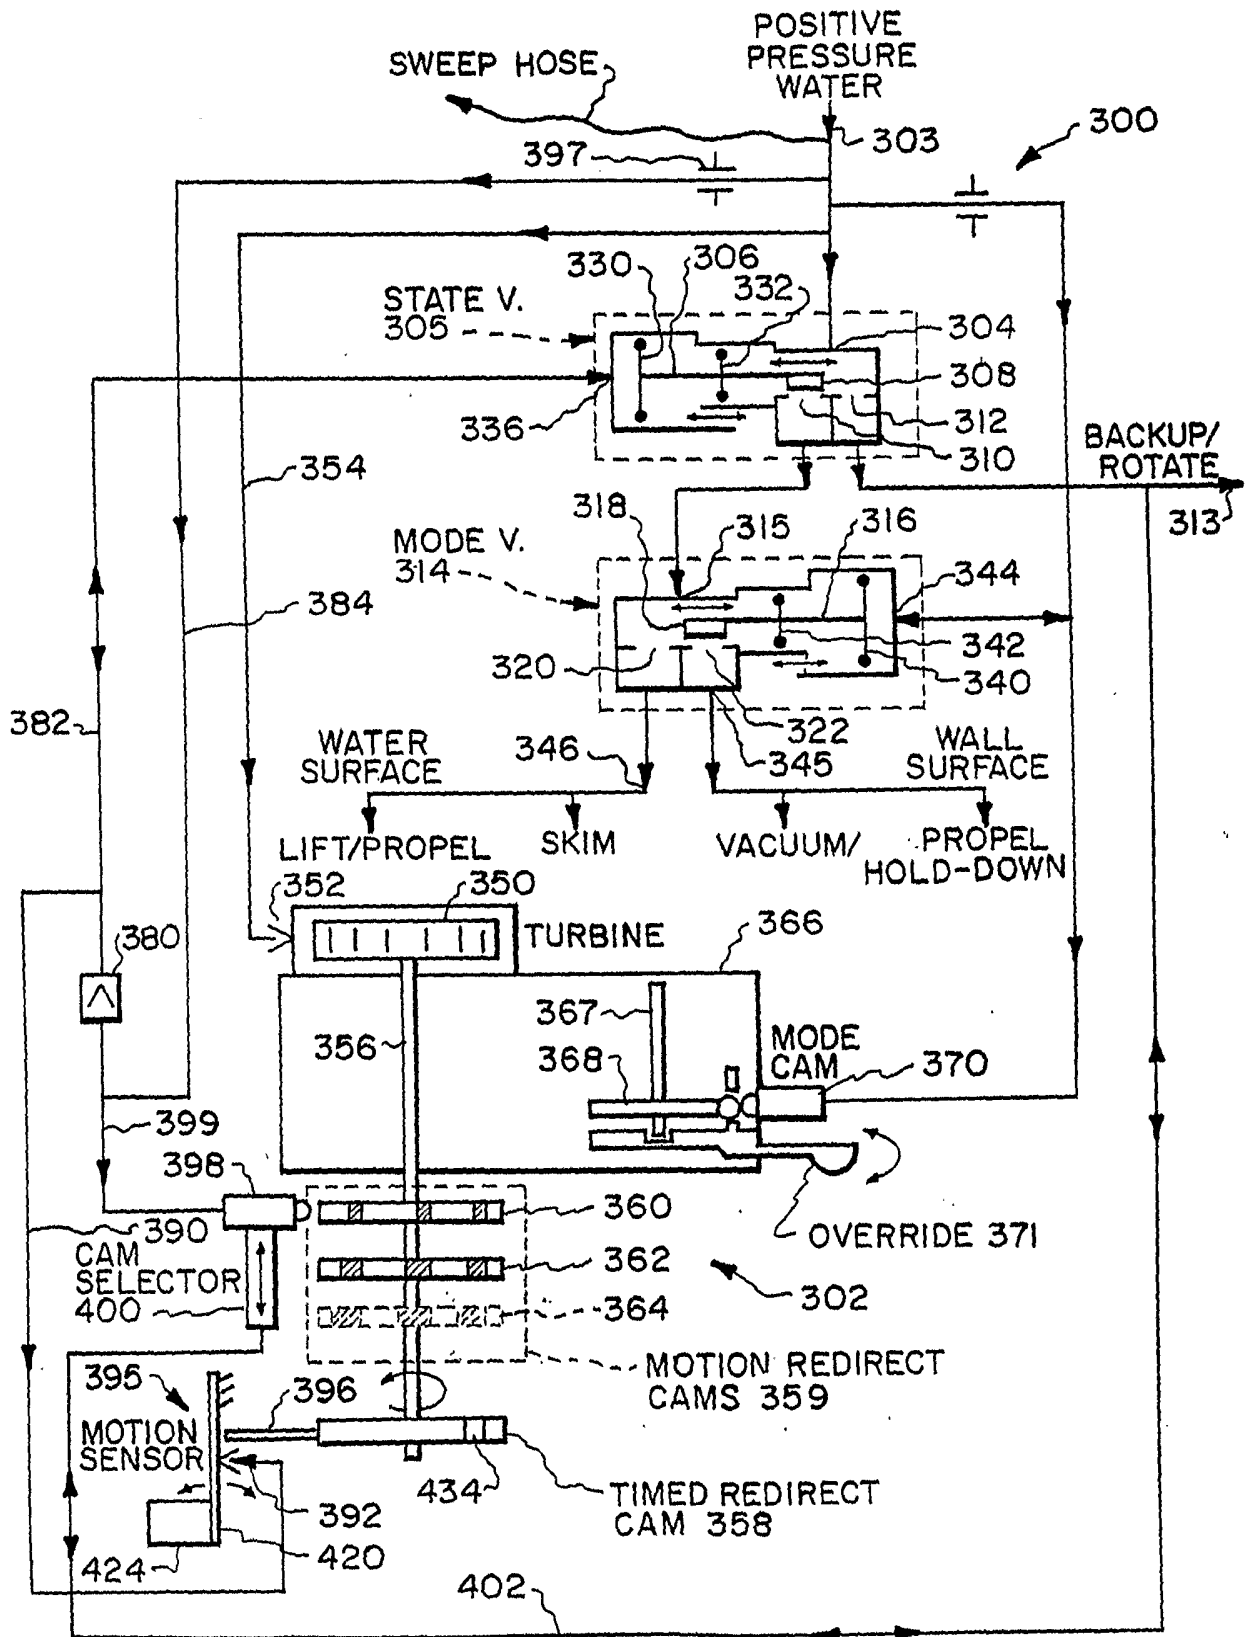 POSITIVE
PRESSURE
WATER
SWEEP HOSE
303
300
397
330
306
332
STATE V.
305
304
308
336
312
310
BACKUP/
ROTATE
313
354
318
315
316
MODE V.
314
344
384
320
342
340
382
322
345
346
WATER
SURFACE
WALL
SURFACE
LIFT/PROPEL
SKIM
VACUUM/
PROPEL
HOLD-DOWN
352
350
TURBINE
366
380
367
356
MODE
CAM
368
370
399
398
360
390
OVERRIDE 371
CAM
SELECTOR
400
362
302
364
395
396
MOTION REDIRECT
CAMS 359
MOTION
SENSOR
434
392
TIMED REDIRECT
CAM 358
424
420
402